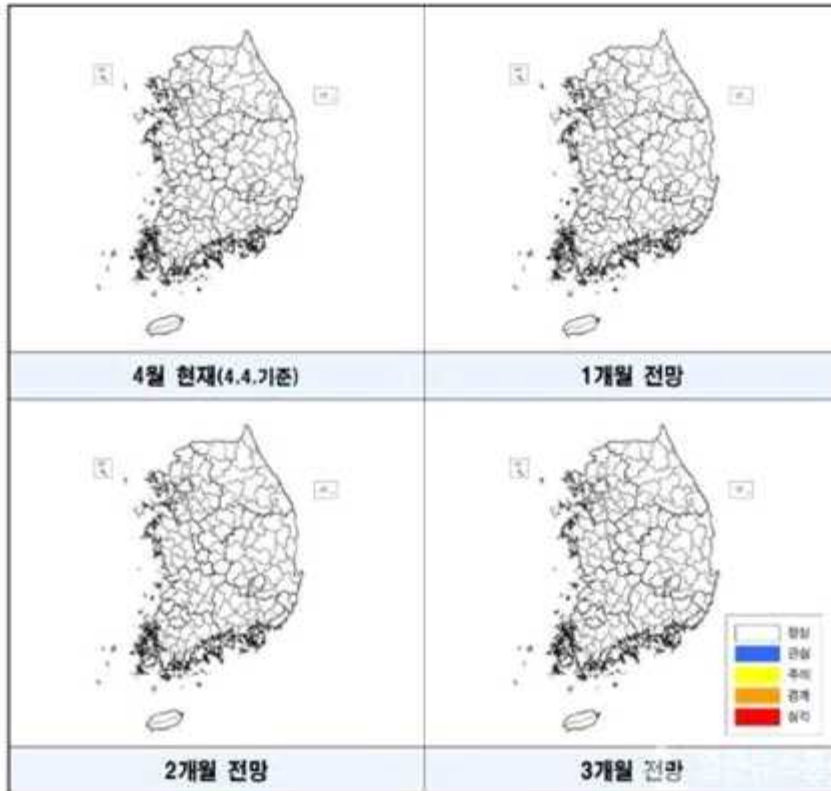 4월 현재(4.4.기준)
1개월 전망
2개월 전망
3개월 전망
정상
관심
주의
경계
심각